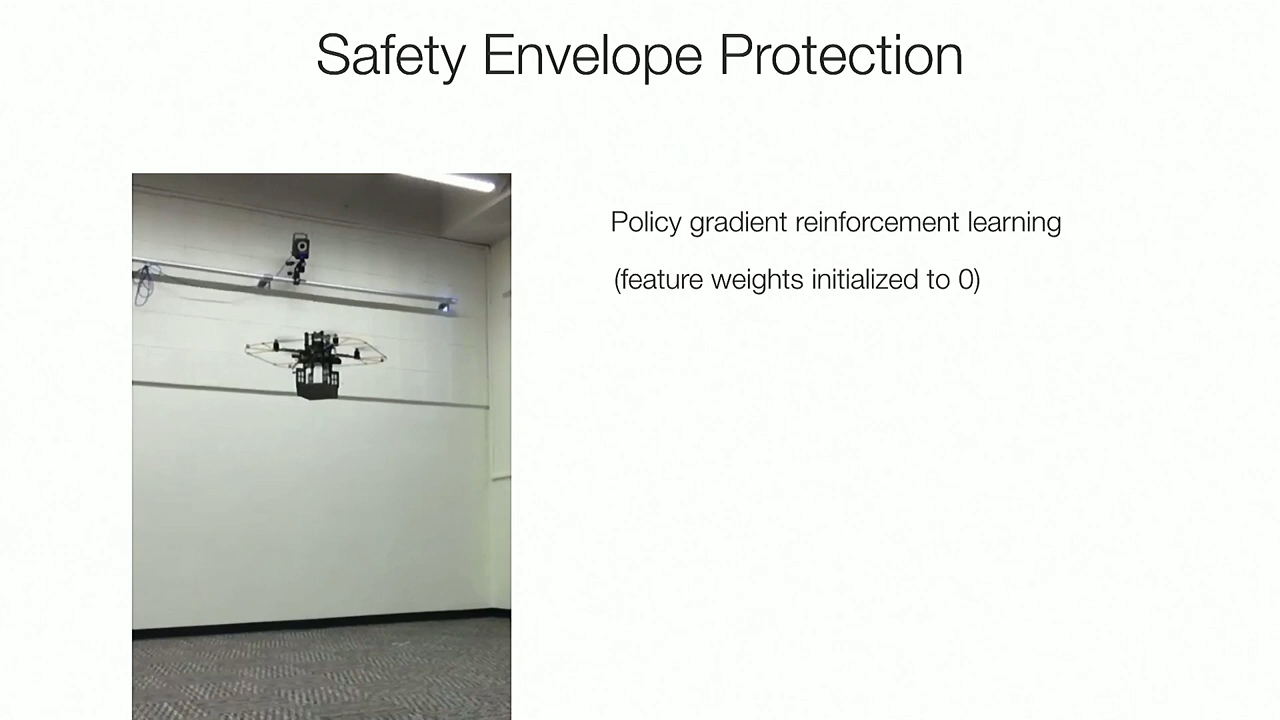 Safety Envelope Protection
Policy gradient reinforcement learning
(feature weights initialized to 0)